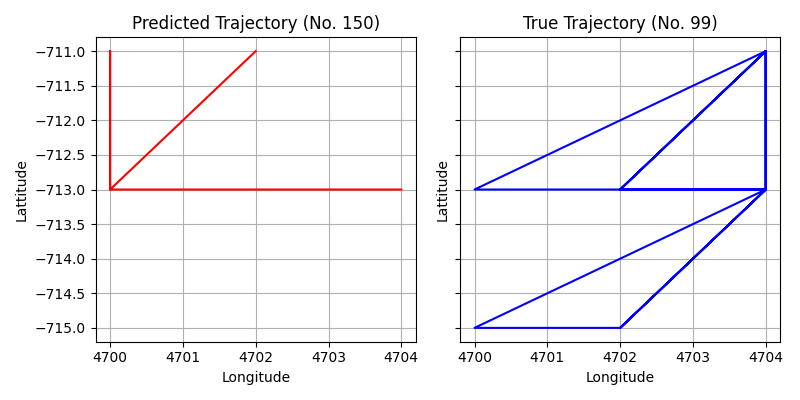 Predicted Trajectory (No. 150)
True Trajectory (No. 99)
−711.0
−711.5
−712.0
−712.5
−713.0
−713.5
−714.0
−714.5
−715.0
Lattitude
Lattitude
4700 4701 4702 4703 4704
4700 4701 4702 4703 4704
Longitude
Longitude